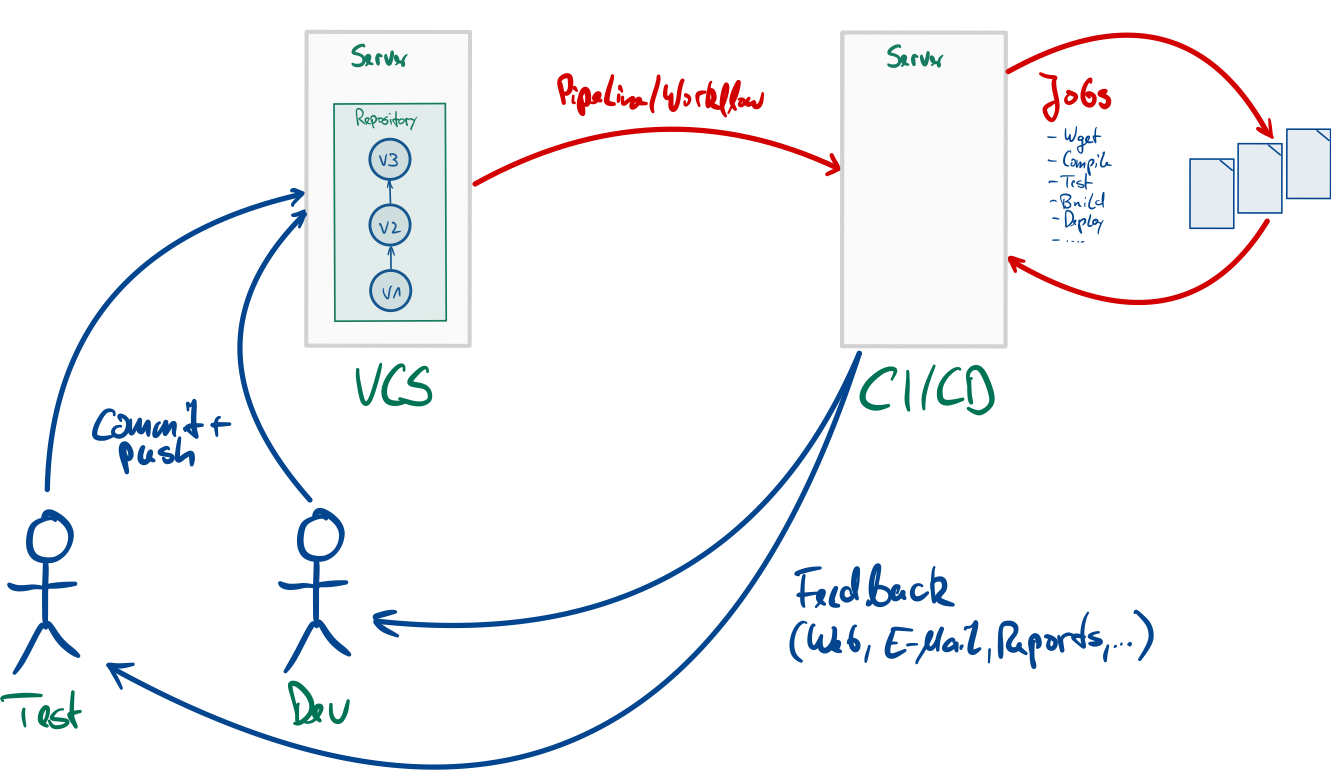 Server
Repository
V3
V2
V1
VCS
Pipeline/Workflow
Server
CI/CD
Jobs
- Wget
- Compile
- Test
- Build
- Deploy
- ...
Commit +
push
Test
Dev
Feedback
(Web, E-Mail, Reports,...)